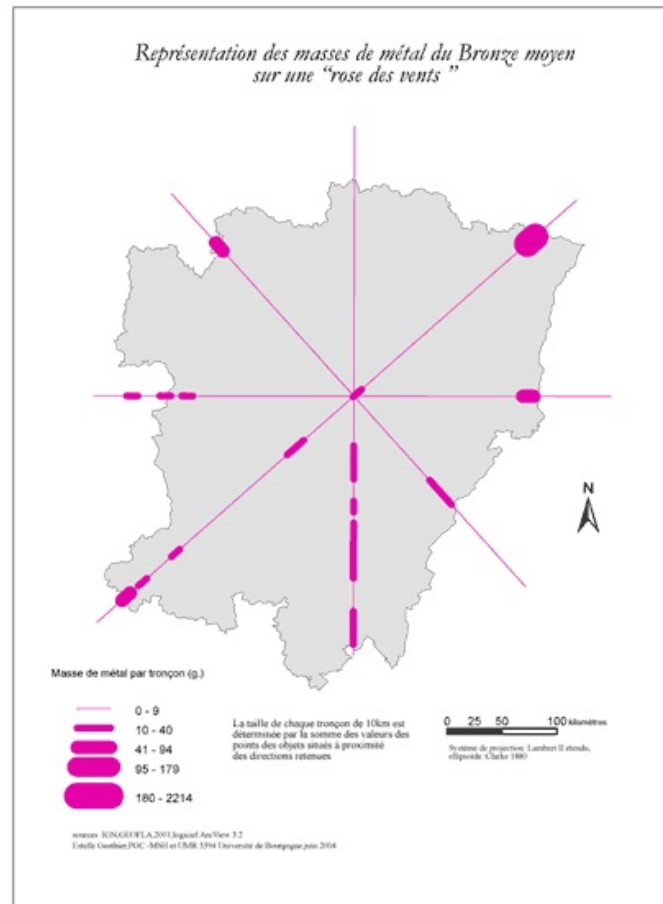 Représentation des masses de métal du Bronze moyen
sur une “rose des vents ”
N
Masse de métal par tronçon (g.)
0 - 9
10 - 40
41 - 94
95 - 179
180 - 2214
La taille de chaque tronçon de 10km est
déterminée par la somme des valeurs des
points des objets situés à proximité
des directions retenues
0 25 50 100 kilomètres
Système de projection: Lambert II étendu,
ellipsoïde: Clarke 1880
sources: IGN,GEOFLA,2001,logiciel ArcView 3.2
Estelle Gauthier,PGC -MNH et UMR 5594 Université de Bourgogne,juin 2004